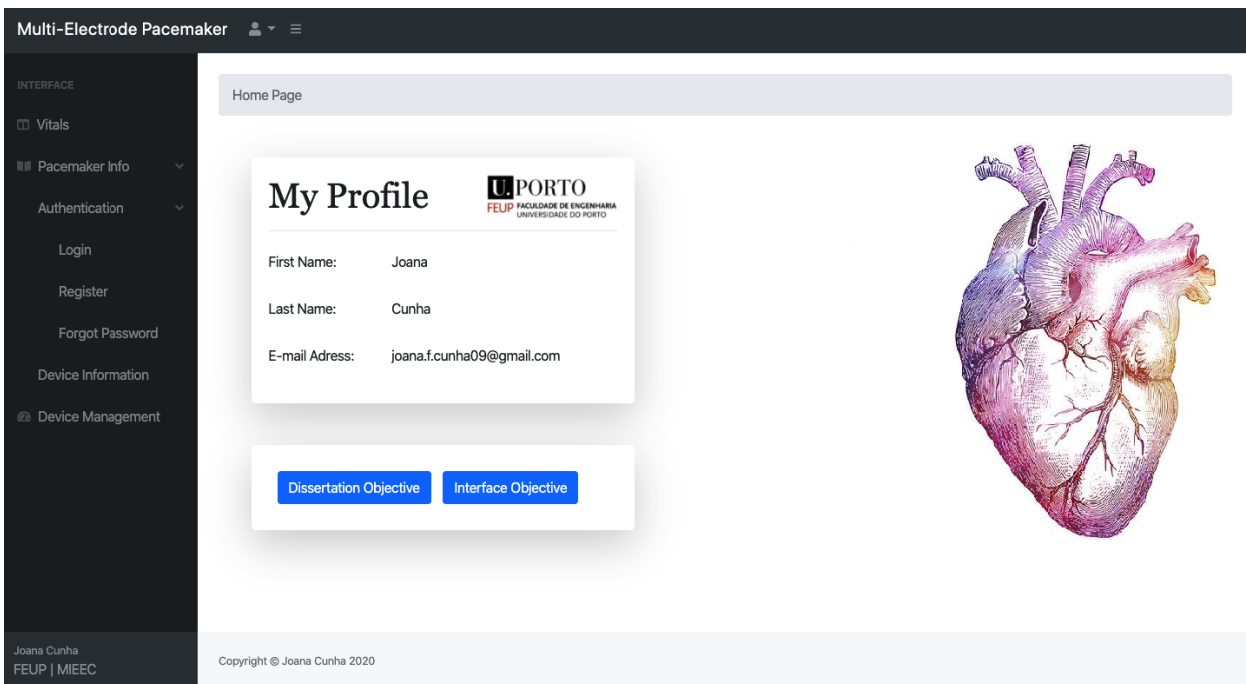 Multi-Electrode Pacemaker
INTERFACE
Vitals
Pacemaker Info
Authentication
Login
Register
Forgot Password
Device Information
Device Management
Joana Cunha
FEUP | MIEEC
Home Page
My Profile
U. PORTO
FEUP FACULDADE DE ENGENHARIA
UNIVERSIDADE DO PORTO
First Name: Joana
Last Name: Cunha
E-mail Adress: joana.f.cunha09@gmail.com
Dissertation Objective Interface Objective
Copyright © Joana Cunha 2020